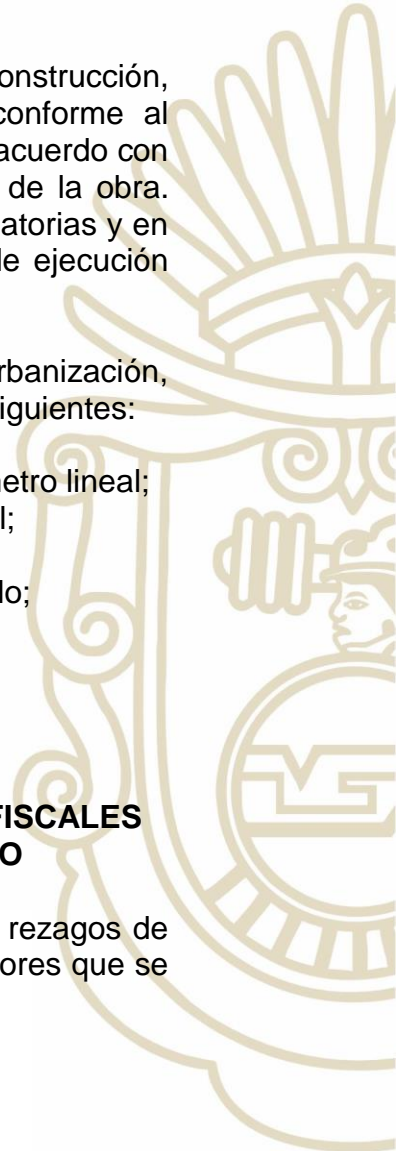 onstrucción,
conforme al
acuerdo con
de la obra.
atorias y en
de ejecución
rbanización,
iguientes:
etro lineal;
l;
lo;
FISCALES
O
rezagos de
ores que se